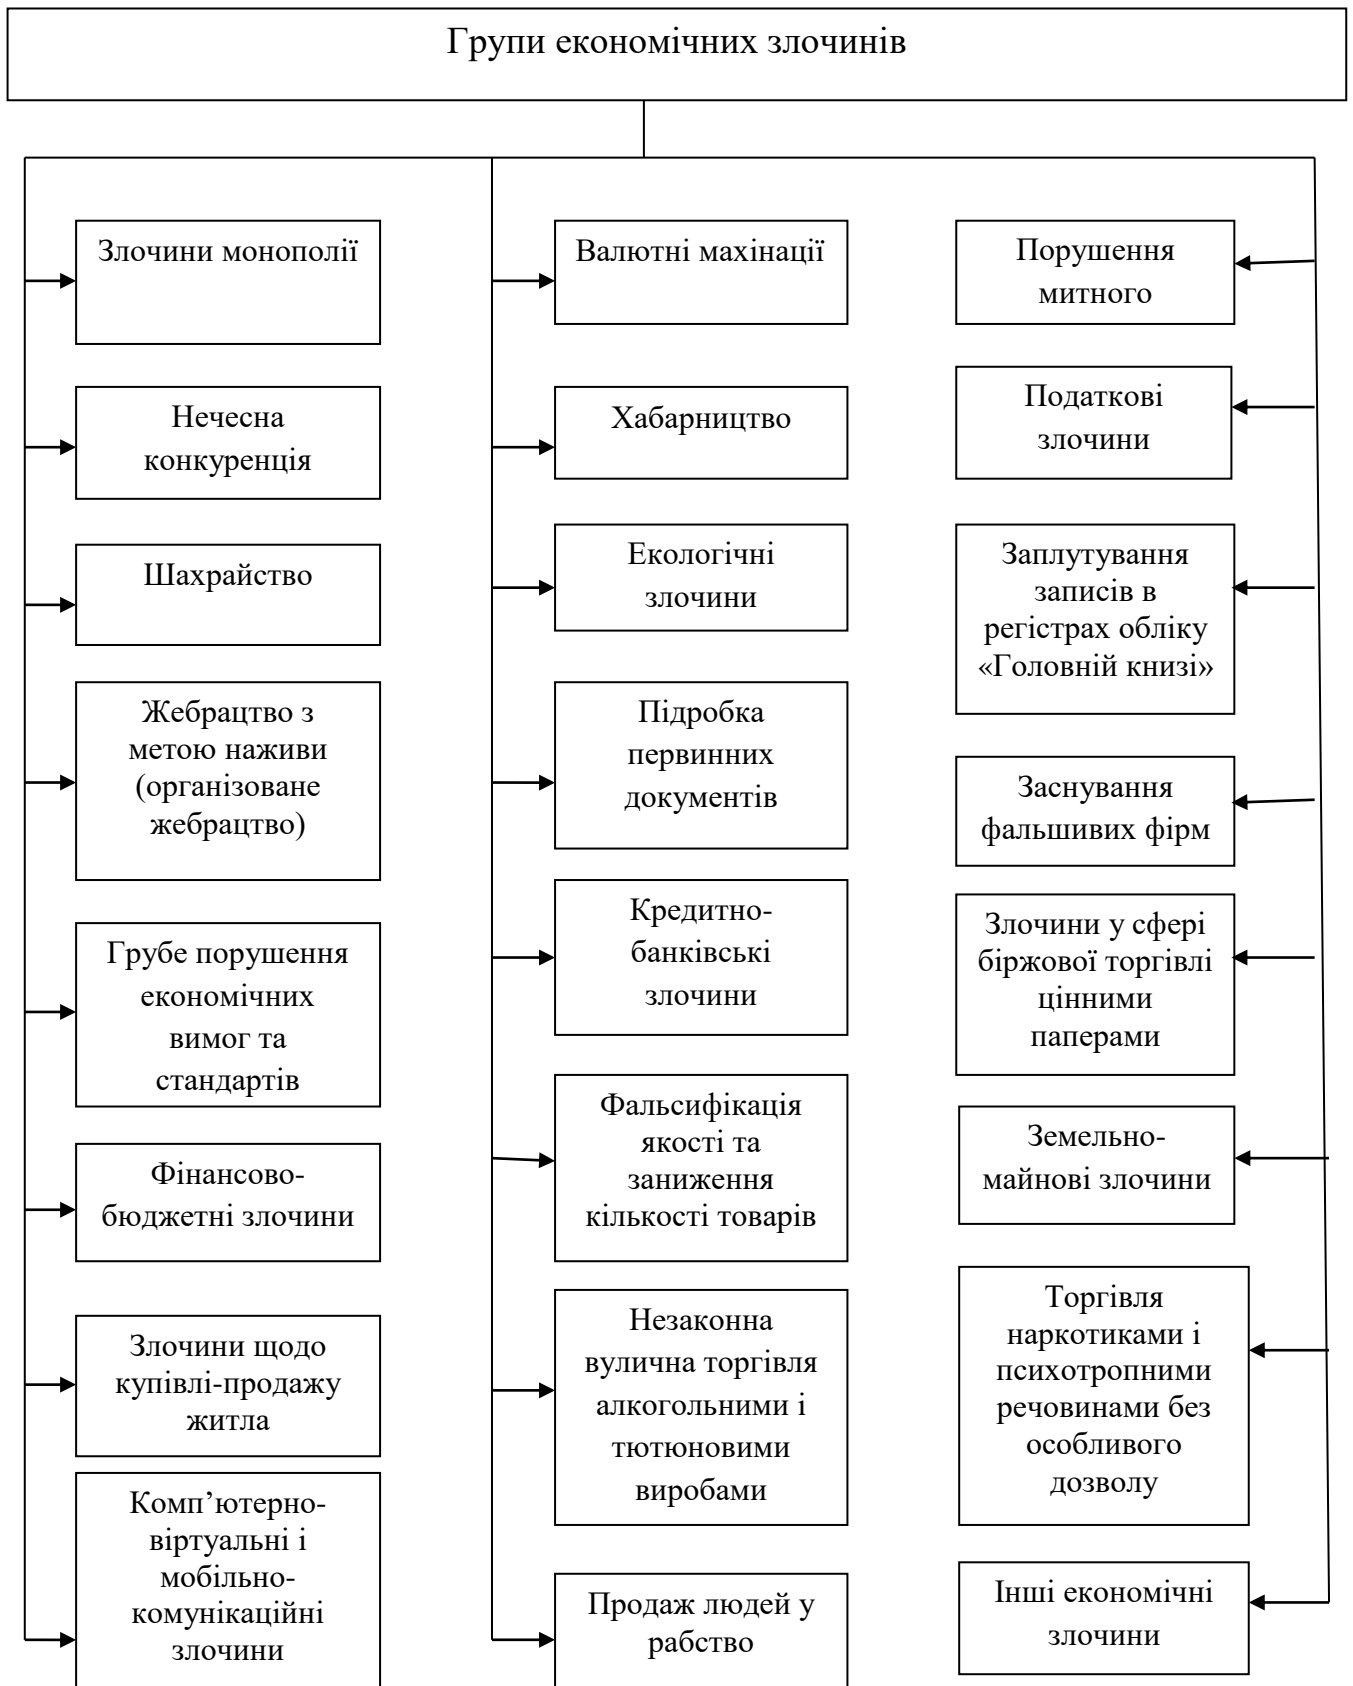 Групи економічних злочинів
Злочини монополії
Нечесна
конкуренція
Шахрайство
Жебрацтво з
метою наживи
(організоване
жебрацтво)
Грубе порушення
економічних
вимог та
стандартів
Фінансово-
бюджетні злочини
Злочини щодо
купівлі-продажу
житла
Комп’ютерно-
віртуальні і
мобільно-
комунікаційні
злочини
Валютні махінації
Хабарництво
Екологічні
злочини
Підробка
первинних
документів
Кредитно-
банківські
злочини
Фальсифікація
якості та
заниження
кількості товарів
Незаконна
вулична торгівля
алкогольними і
тютюновими
виробами
Продаж людей у
рабство
Порушення
митного
Податкові
злочини
Заплутування
записів в
регістрах обліку
«Головній книзі»
Заснування
фальшивих фірм
Злочини у сфері
біржової торгівлі
цінними
паперами
Земельно-
майнові злочини
Торгівля
наркотиками і
психотропними
речовинами без
особливого
дозволу
Інші економічні
злочини